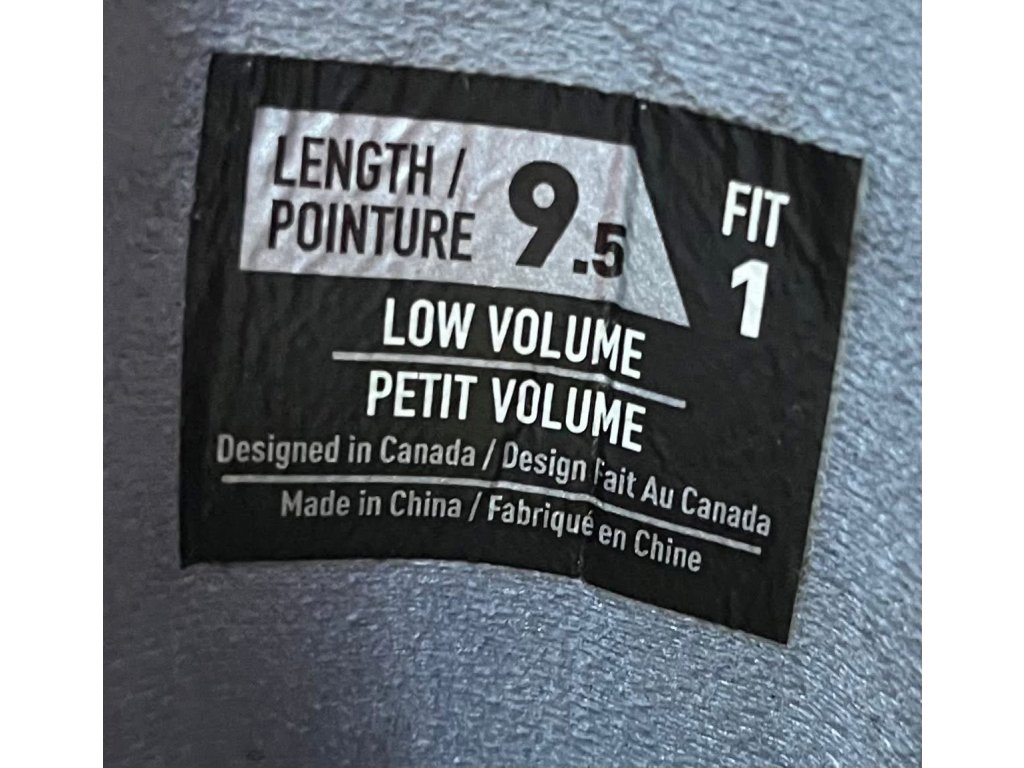 LENGTH /
POINTURE
9.5
FIT
1
LOW VOLUME
PETIT VOLUME
Designed in Canada / Design Fait Au Canada
Made in China / Fabriqué en Chine